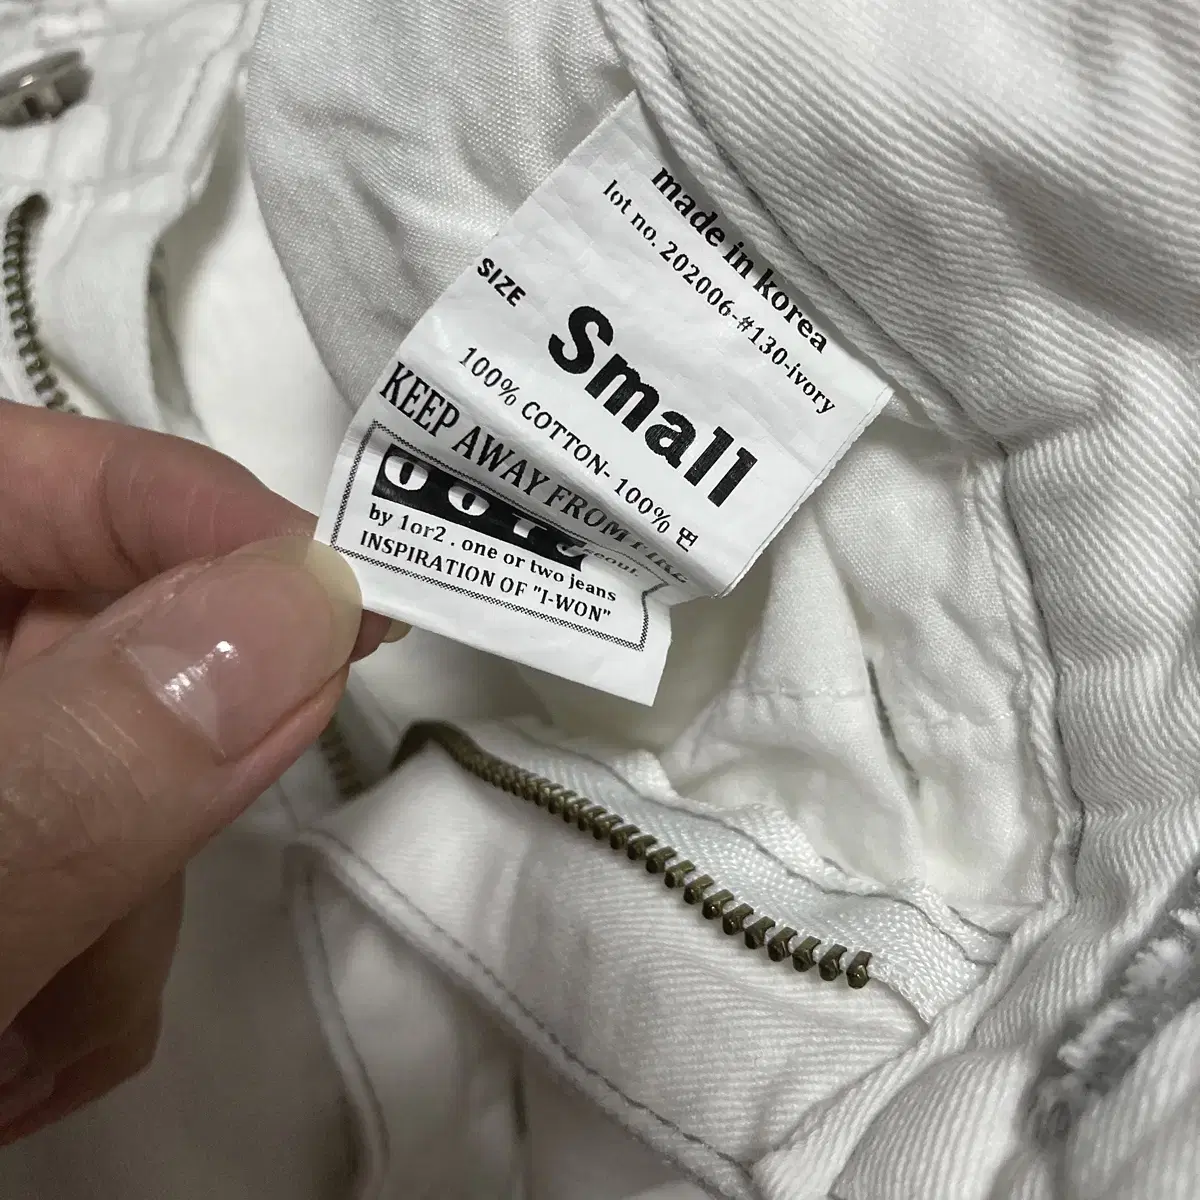 made in korea
lot no. 202006-#130-ivory
SIZE
Small
100% COTTON- 100% 면
KEEP AWAY FROM FIRE
seoul.
by 1or2 . one or two jeans
INSPIRATION OF "I-WON"